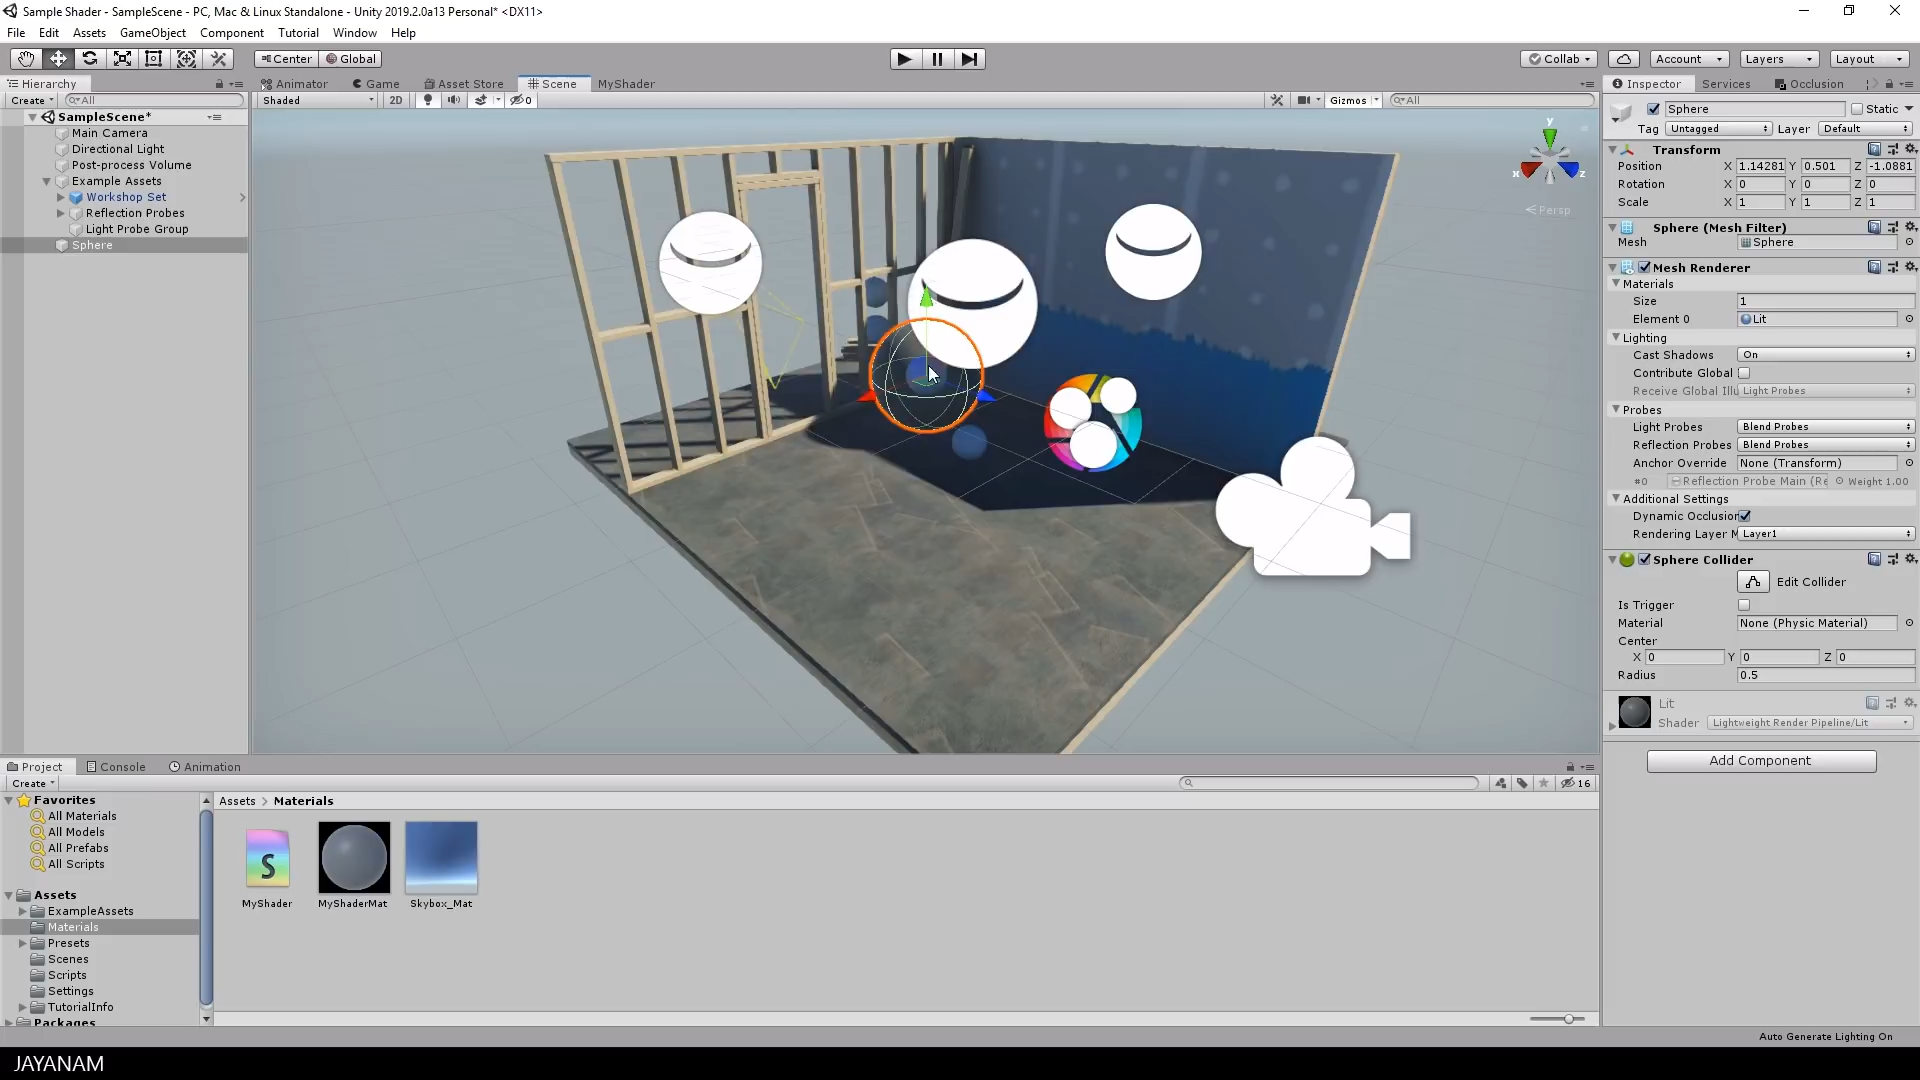 Sample Shader - SampleScene - PC, Mac & Linux Standalone - Unity 2019.2.0a13 Personal* <DX11>
File Edit Assets GameObject Component Tutorial Window Help
Center Global
Collab Account Layers Layout
Hierarchy
Create All
SampleScene*
Main Camera
Directional Light
Post-process Volume
Example Assets
Workshop Set
Reflection Probes
Light Probe Group
Sphere
Animator Game Asset Store Scene MyShader
Shaded 2D 0 Gizmos All
y
x z
Persp
Inspector Services Occlusion
Sphere Static
Tag Untagged Layer Default
Transform
Position X 1.14281 Y 0.501 Z -1.0881
Rotation X 0 Y 0 Z 0
Scale X 1 Y 1 Z 1
Sphere (Mesh Filter)
Mesh Sphere
Mesh Renderer
Materials
Size 1
Element 0 Lit
Lighting
Cast Shadows On
Contribute Global
Receive Global Illu Light Probes
Probes
Light Probes Blend Probes
Reflection Probes Blend Probes
Anchor Override None (Transform)
#0 Reflection Probe Main (Re Weight 1.00
Additional Settings
Dynamic Occlusion
Rendering Layer M Layer1
Sphere Collider
Edit Collider
Is Trigger
Material None (Physic Material)
Center
X 0 Y 0 Z 0
Radius 0.5
Lit
Shader Lightweight Render Pipeline/Lit
Add Component
Project Console Animation
Create 16
Favorites
All Materials
All Models
All Prefabs
All Scripts
Assets
ExampleAssets
Materials
Presets
Scenes
Scripts
Settings
TutorialInfo
Packages
Assets > Materials
S
MyShader MyShaderMat Skybox_Mat
Auto Generate Lighting On
JAYANAM